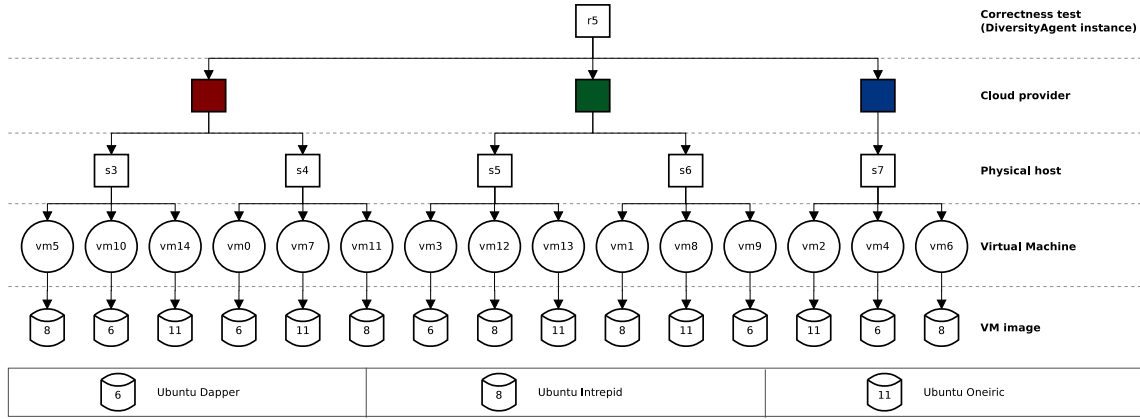 r5
Correctness test
(DiversityAgent instance)
Cloud provider
s3 s4 s5 s6 s7
Physical host
vm5 vm10 vm14 vm0 vm7 vm11 vm3 vm12 vm13 vm1 vm8 vm9 vm2 vm4 vm6
Virtual Machine
8 6 11 6 11 8 6 8 11 8 11 6 11 6 8
VM image
6 Ubuntu Dapper
8 Ubuntu Intrepid
11 Ubuntu Oneiric